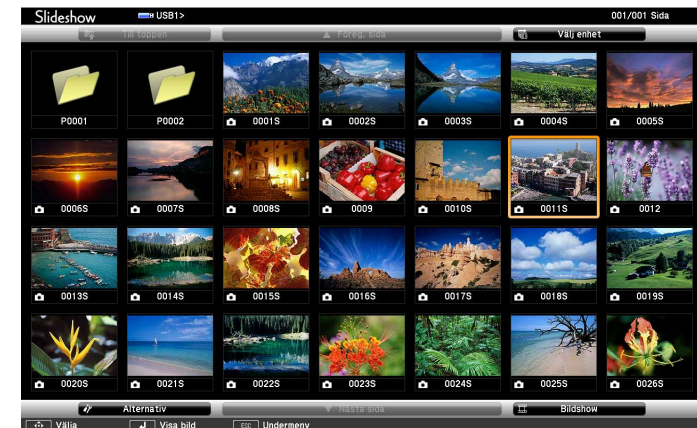 Slideshow USB1> 001/001 Sida
Till toppen Föreg. sida Välj enhet
P0001 P0002 0001S 0002S 0003S 0004S 0005S
0006S 0007S 0008S 0009 0010S 0011S 0012
0013S 0014S 0015S 0016S 0017S 0018S 0019S
0020S 0021S 0022S 0023S 0024S 0025S 0026S
Alternativ Nästa sida Bildshow
Välja Visa bild ESC Undermeny